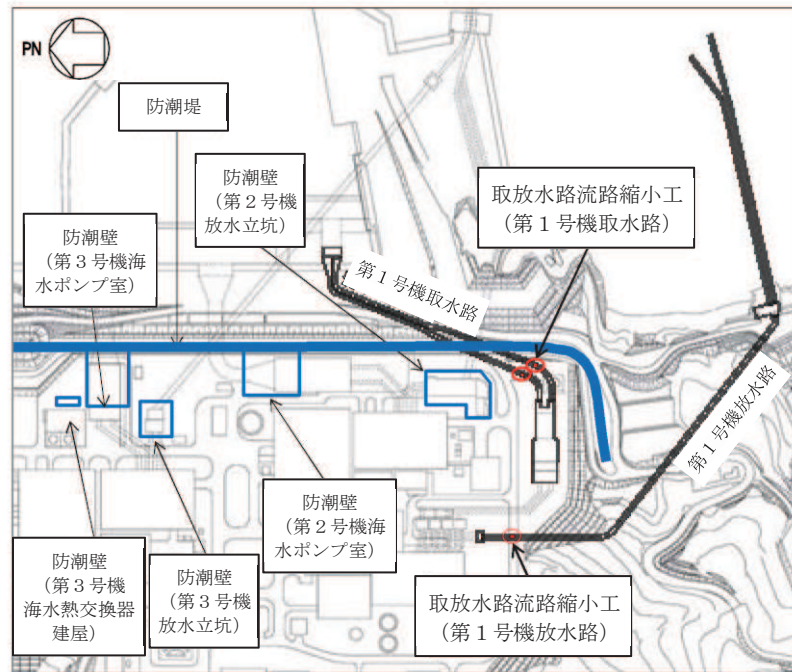 PN
防潮堤
防潮壁
（第２号機
放水立坑）
取放水路流路縮小工
（第１号機取水路）
防潮壁
（第３号機海
水ポンプ室）
第１号機取水路
第１号機放水路
防潮壁
（第３号機
海水熱交換器
建屋）
防潮壁
（第３号機
放水立坑）
防潮壁
（第２号機海
水ポンプ室）
取放水路流路縮小工
（第１号機放水路）